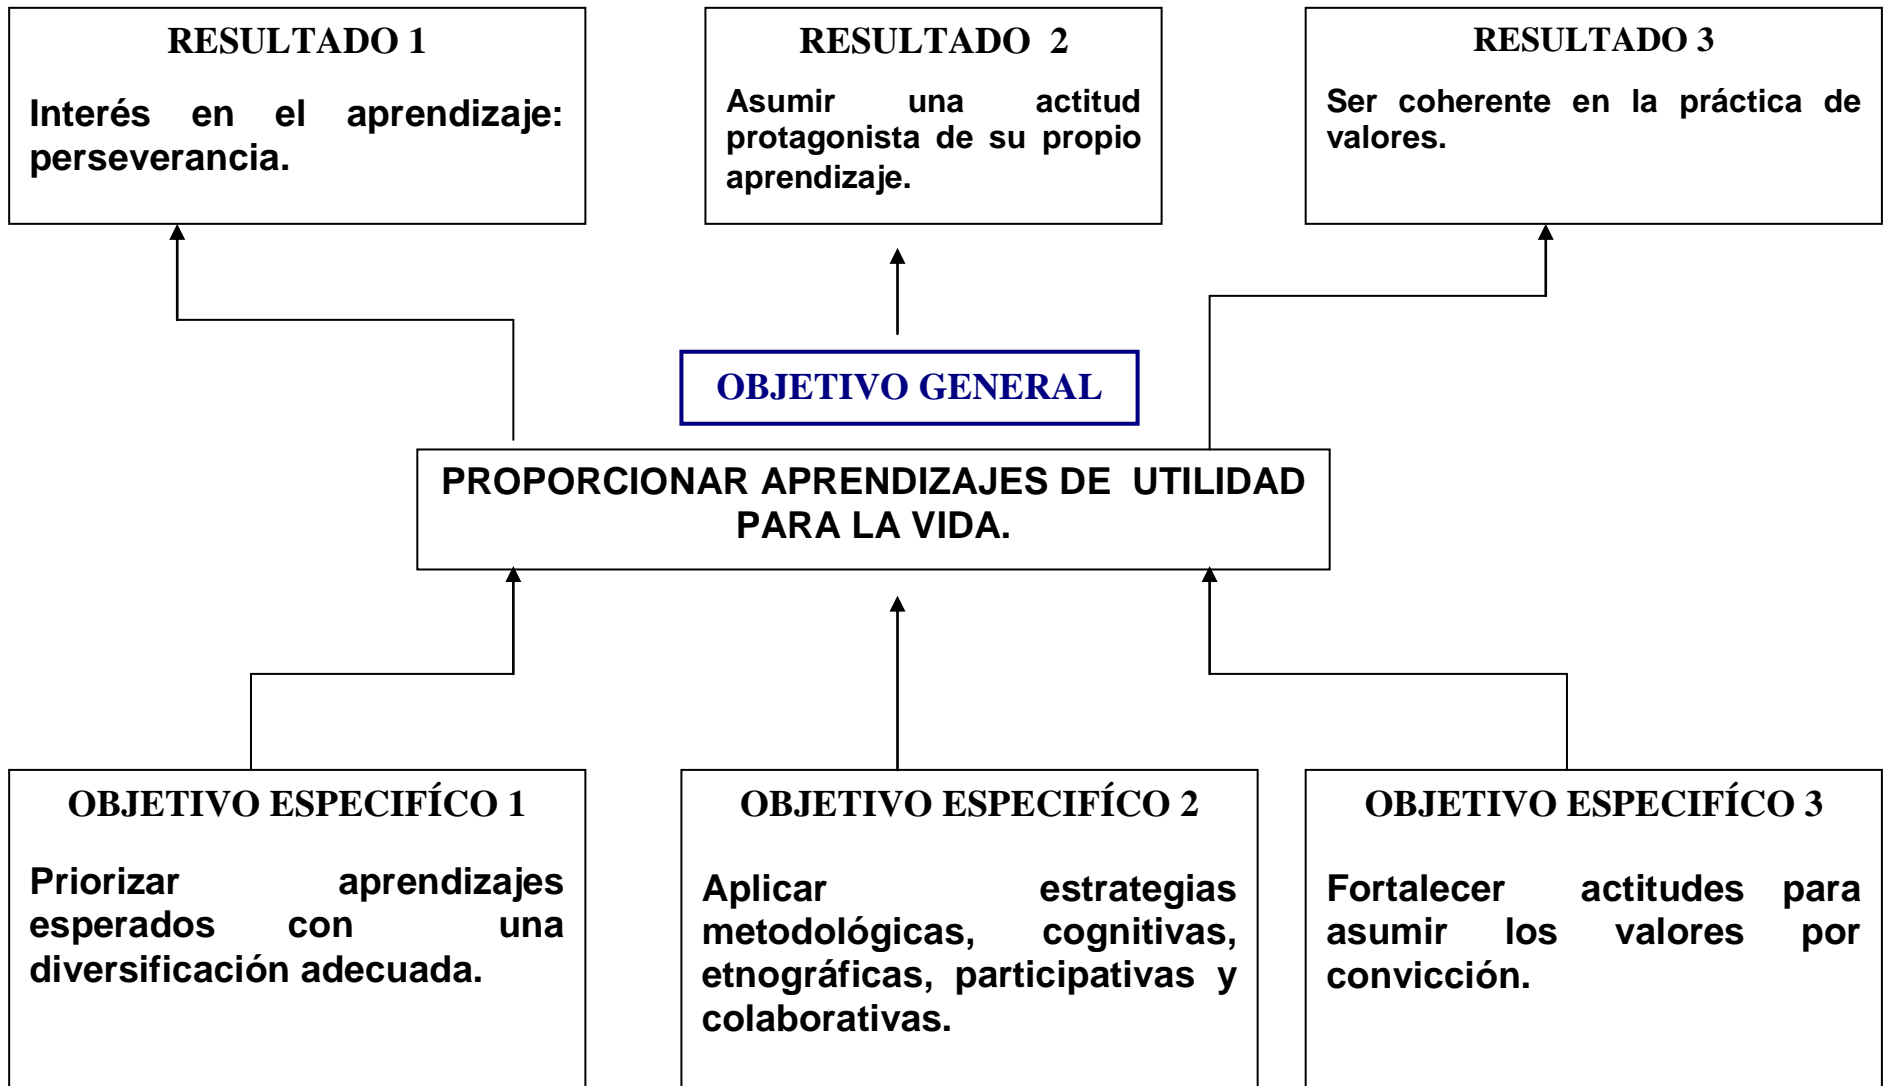 RESULTADO 1
Interés en el aprendizaje:
perseverancia.
RESULTADO 2
Asumir una actitud
protagonista de su propio
aprendizaje.
RESULTADO 3
Ser coherente en la práctica de
valores.
OBJETIVO GENERAL
PROPORCIONAR APRENDIZAJES DE UTILIDAD
PARA LA VIDA.
OBJETIVO ESPECIFÍCO 1
Priorizar aprendizajes
esperados con una
diversificación adecuada.
OBJETIVO ESPECIFÍCO 2
Aplicar estrategias
metodológicas, cognitivas,
etnográficas, participativas y
colaborativas.
OBJETIVO ESPECIFÍCO 3
Fortalecer actitudes para
asumir los valores por
convicción.